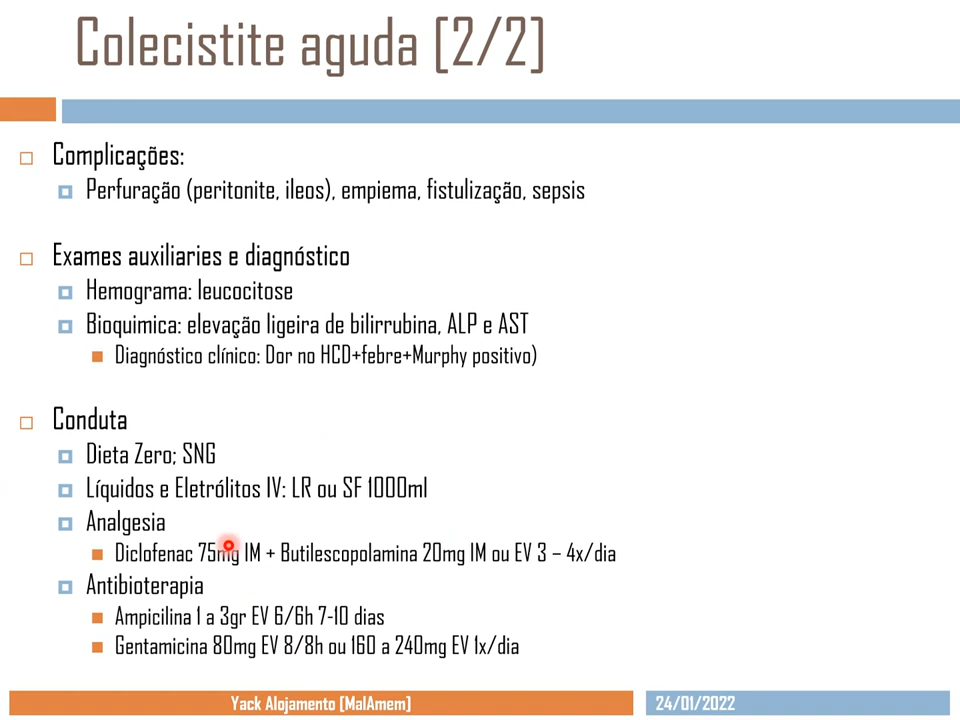 Colecistite aguda [2/2]
Complicações:
Perfuração (peritonite, ileos), empiema, fistulização, sepsis
Exames auxiliaries e diagnóstico
Hemograma: leucocitose
Bioquimica: elevação ligeira de bilirrubina, ALP e AST
Diagnóstico clínico: Dor no HCD+febre+Murphy positivo)
Conduta
Dieta Zero; SNG
Líquidos e Eletrólitos IV: LR ou SF 1000ml
Analgesia
Diclofenac 75mg IM + Butilescopolamina 20mg IM ou EV 3 – 4x/dia
Antibioterapia
Ampicilina 1 a 3gr EV 6/6h 7-10 dias
Gentamicina 80mg EV 8/8h ou 160 a 240mg EV 1x/dia
Yack Alojamento [MalAmem]
24/01/2022